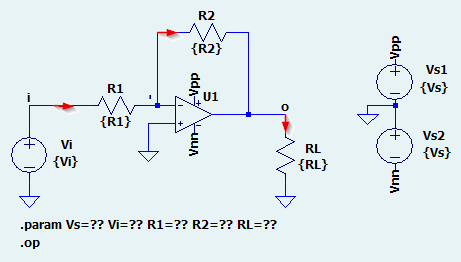 R2
{R2}
Vpp
Vs1
{Vs}
i
R1
{R1}
'
Vpp
U1
o
Vi
{Vi}
Vnn
RL
{RL}
Vs2
{Vs}
Vnn
.param Vs=?? Vi=?? R1=?? R2=?? RL=??
.op